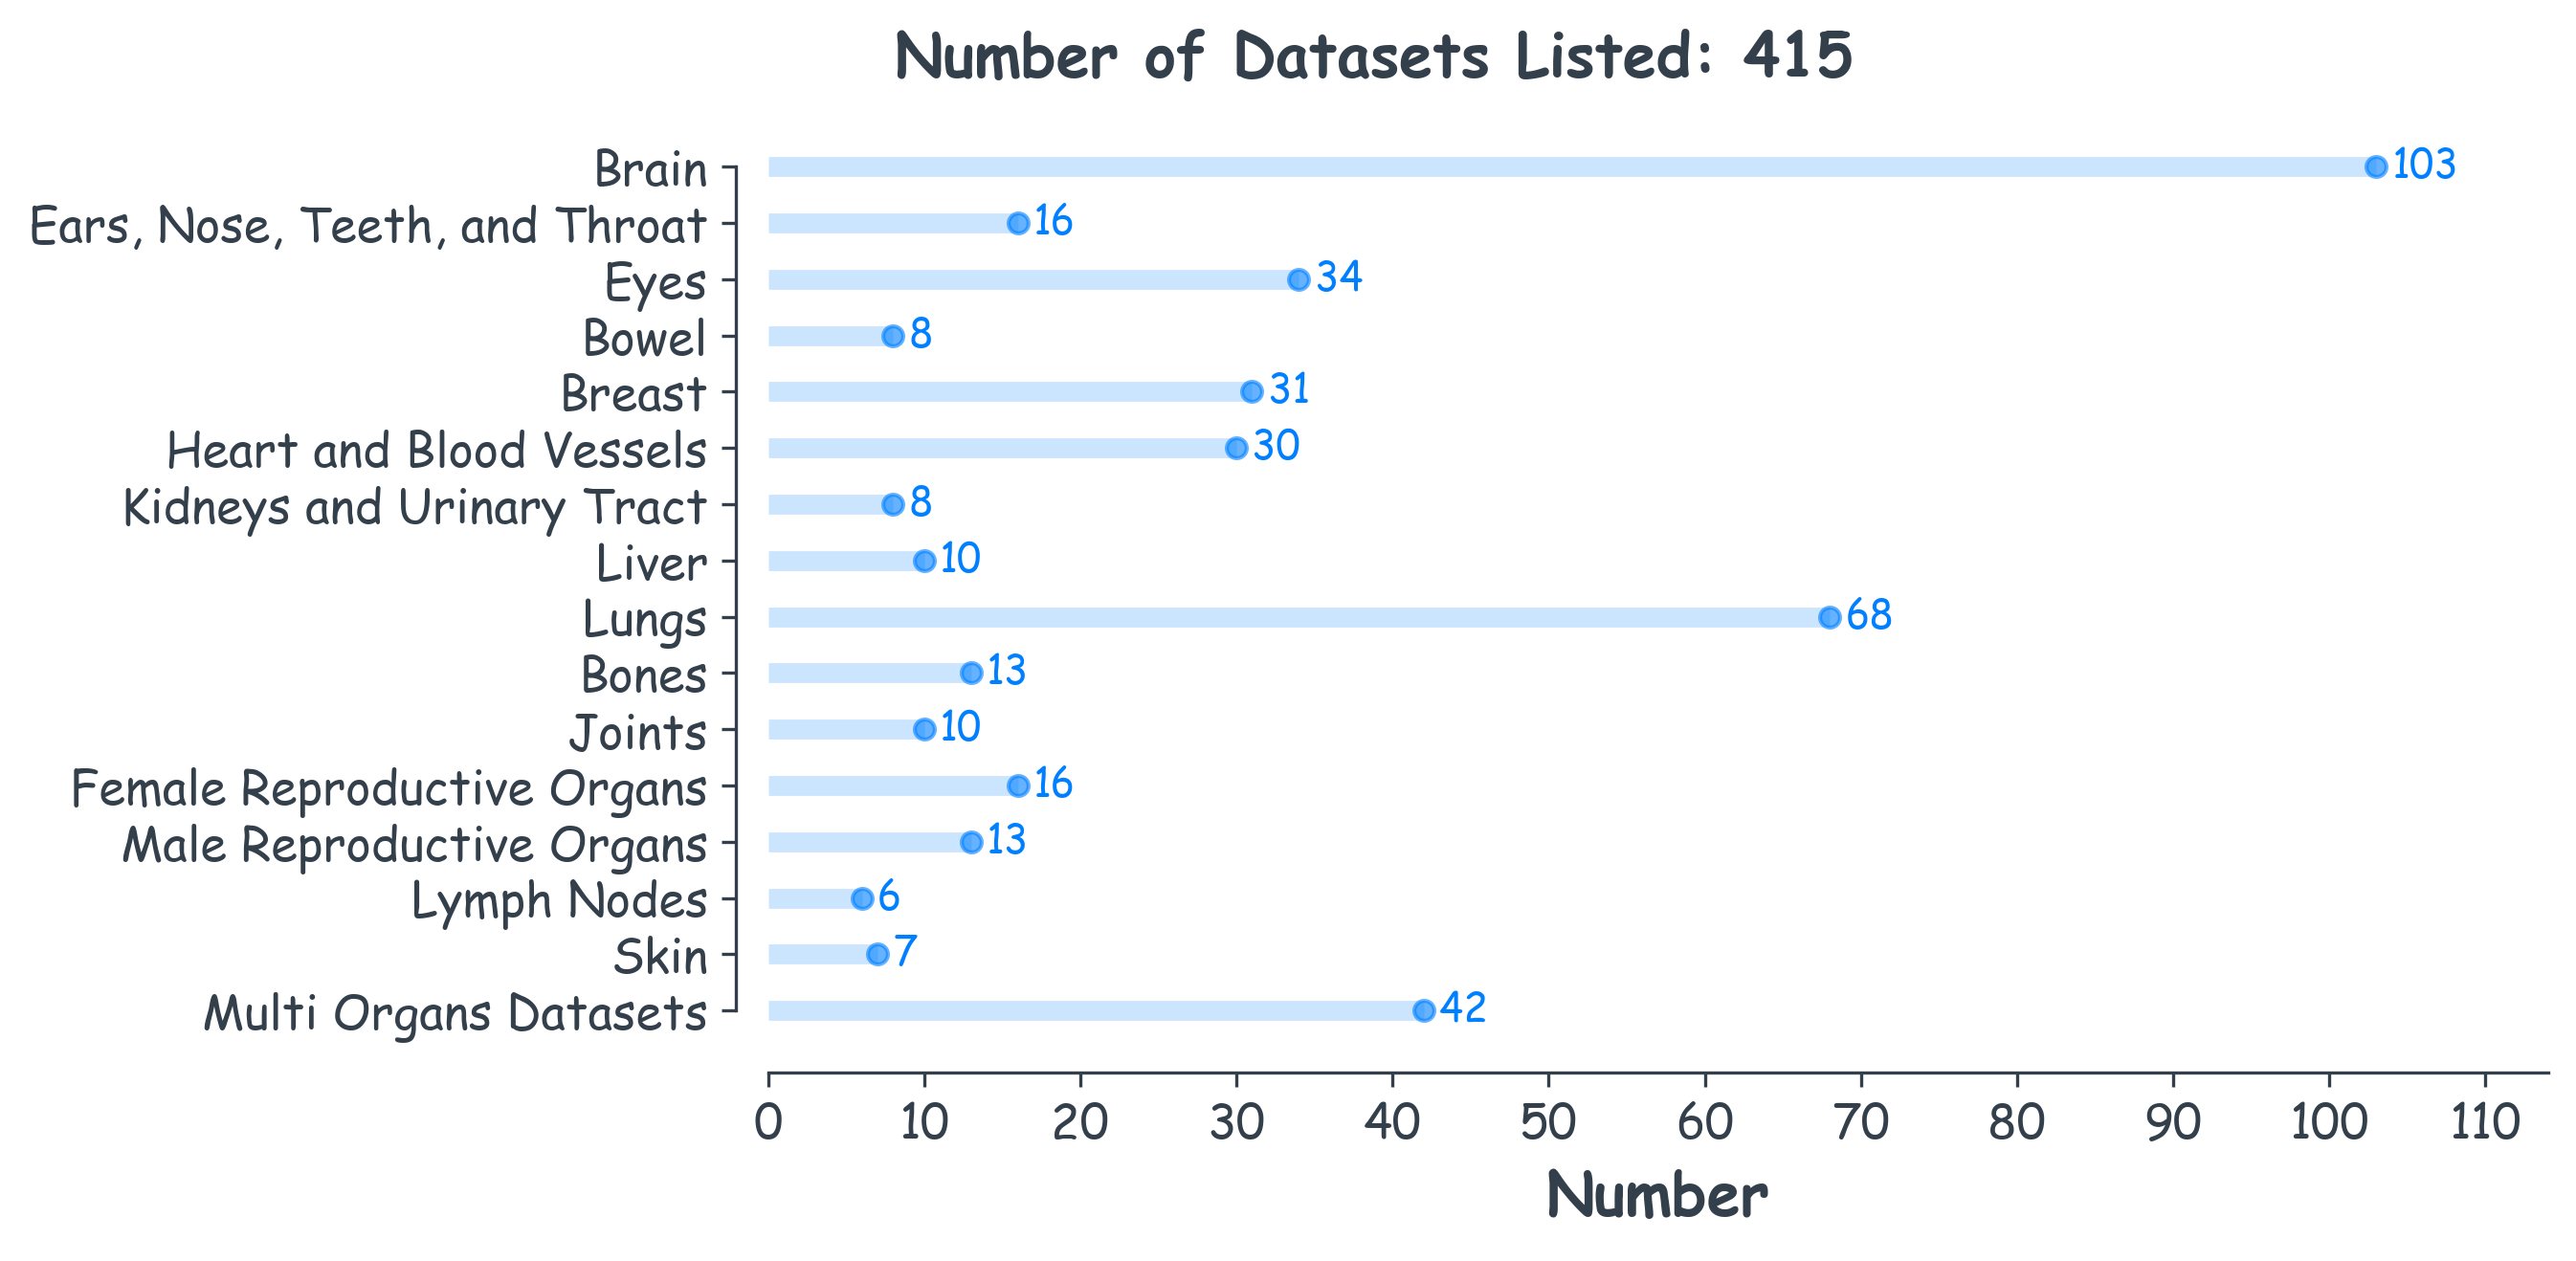 Number of Datasets Listed: 415
Brain 103
Ears, Nose, Teeth, and Throat 16
Eyes 34
Bowel 8
Breast 31
Heart and Blood Vessels 30
Kidneys and Urinary Tract 8
Liver 10
Lungs 68
Bones 13
Joints 10
Female Reproductive Organs 16
Male Reproductive Organs 13
Lymph Nodes 6
Skin 7
Multi Organs Datasets 42
0 10 20 30 40 50 60 70 80 90 100 110
Number